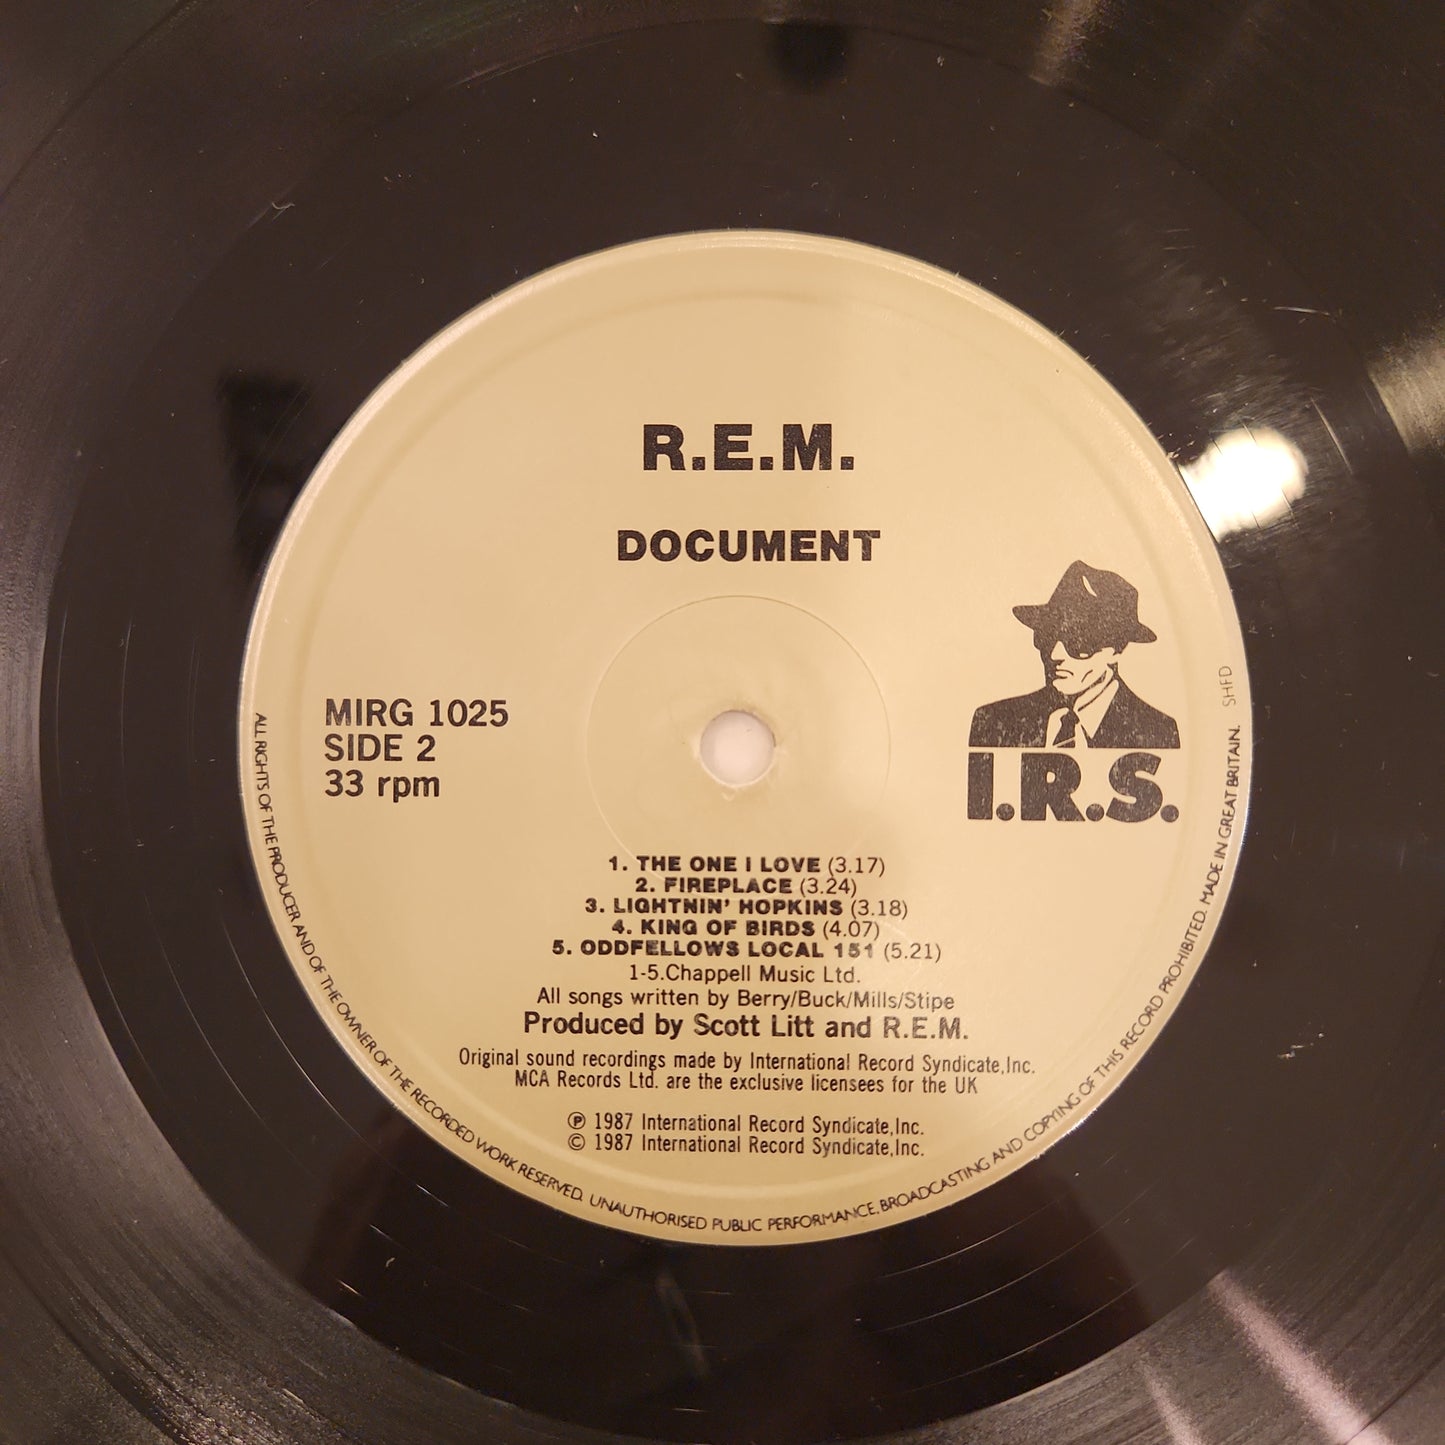 R.E.M.
DOCUMENT
MIRG 1025
SIDE 2
33 rpm
I.R.S.
SHFD
1. THE ONE I LOVE (3.17)
2. FIREPLACE (3.24)
3. LIGHTNIN' HOPKINS (3.18)
4. KING OF BIRDS (4.07)
5. ODDFELLOWS LOCAL 151 (5.21)
1-5.Chappell Music Ltd.
All songs written by Berry/Buck/Mills/Stipe
Produced by Scott Litt and R.E.M.
Original sound recordings made by International Record Syndicate,Inc.
MCA Records Ltd. are the exclusive licensees for the UK
℗ 1987 International Record Syndicate,Inc.
© 1987 International Record Syndicate,Inc.
ALL RIGHTS OF THE PRODUCER AND OF THE OWNER OF THE RECORDED WORK RESERVED. UNAUTHORISED PUBLIC PERFORMANCE, BROADCASTING AND COPYING OF THIS RECORD PROHIBITED. MADE IN GREAT BRITAIN.